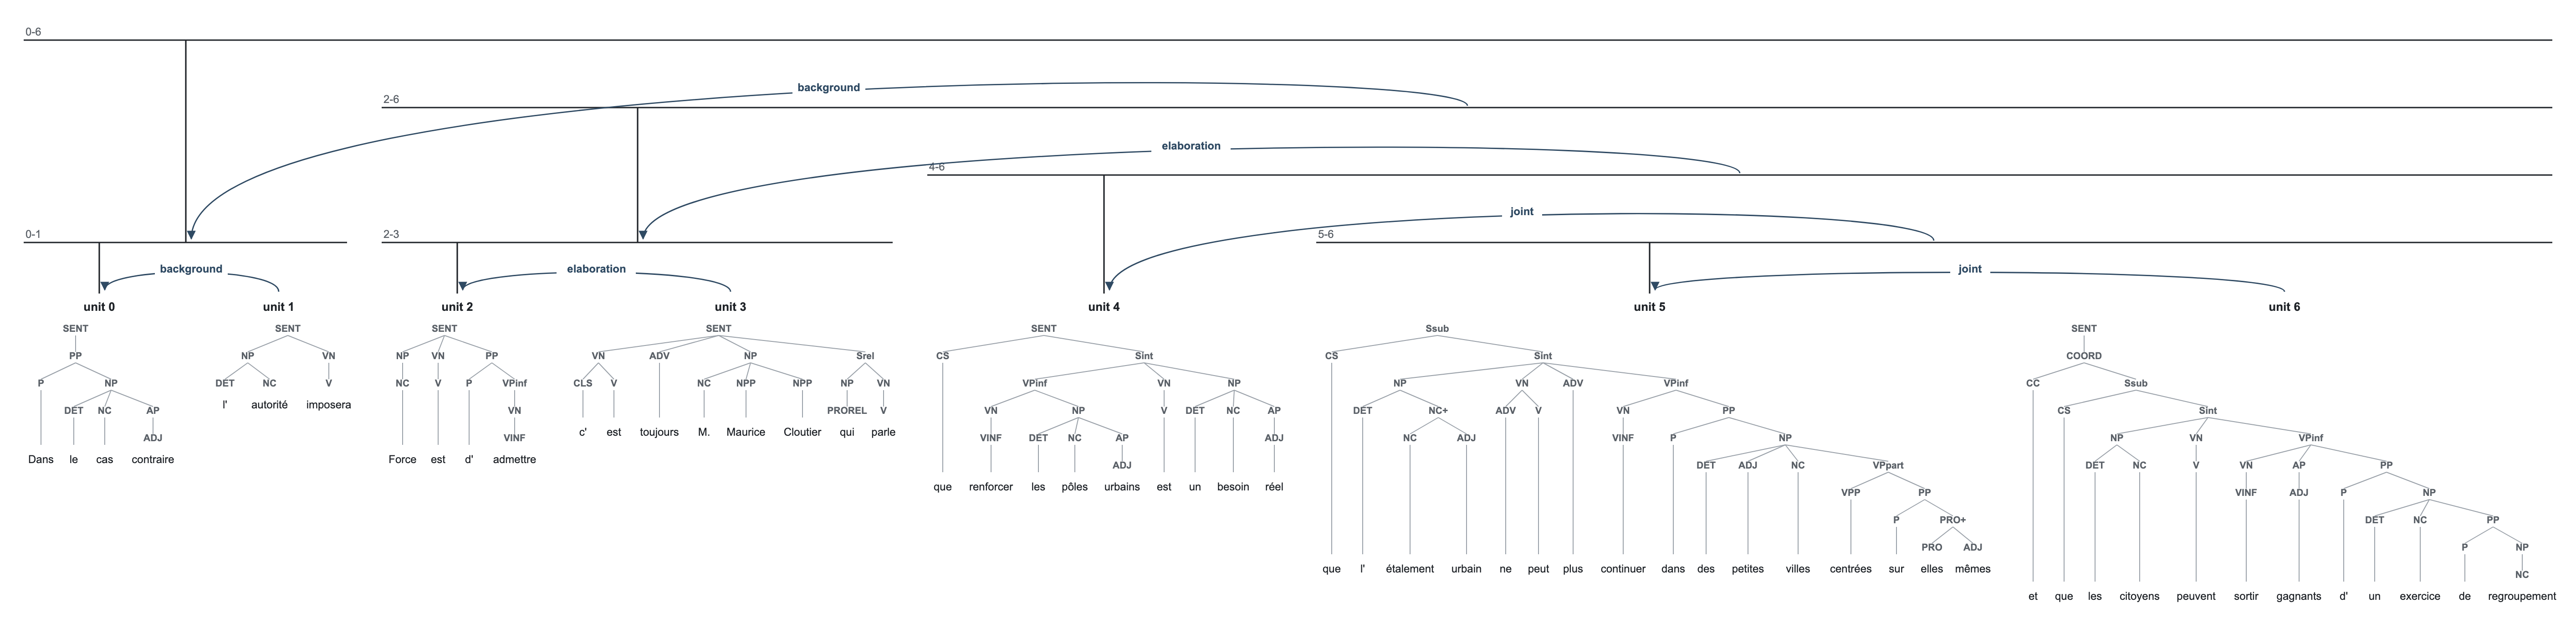 0-6
background
2-6
elaboration
4-6
joint
0-1
2-3
5-6
background
elaboration
joint
unit 0 unit 1 unit 2 unit 3 unit 4 unit 5 unit 6
SENT SENT SENT SENT SENT Ssub SENT
PP NP VN NP VN PP VN ADV NP Srel CS Sint CS Sint COORD
P NP DET NC V NC V P VPinf CLS V NC NPP NPP NP VN VPinf VN NP NP VN ADV VPinf CC Ssub
l' autorité imposera
DET NC AP VN PROREL V VN NP V DET NC AP DET NC+ ADV V VN PP CS Sint
c' est toujours M. Maurice Cloutier qui parle
ADJ VINF VINF DET NC AP ADJ NC ADJ VINF P NP NP VN VPinf
Dans le cas contraire Force est d' admettre
ADJ DET ADJ NC VPpart DET NC V VN AP PP
que renforcer les pôles urbains est un besoin réel
VPP PP VINF ADJ P NP
P PRO+ DET NC PP
PRO ADJ P NP
que l' étalement urbain ne peut plus continuer dans des petites villes centrées sur elles mêmes
NC
et que les citoyens peuvent sortir gagnants d' un exercice de regroupement